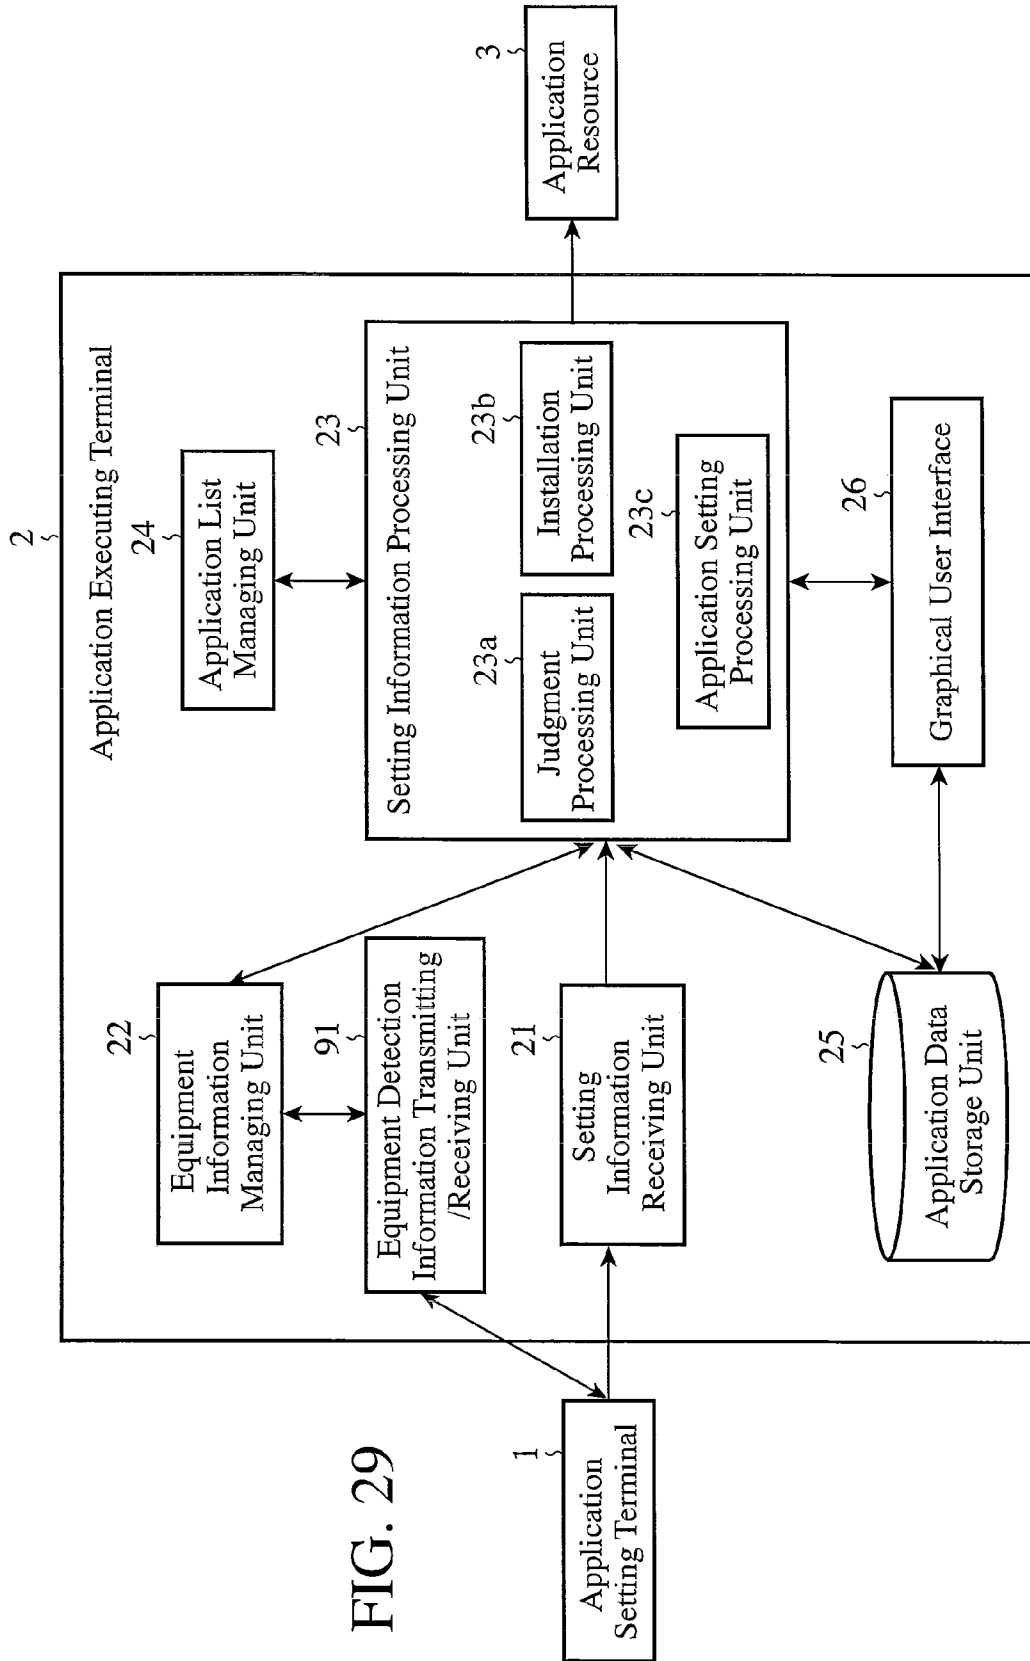 FIG. 29
1
Application
Setting Terminal
2
Application Executing Terminal
22
Equipment
Information
Managing Unit
91
Equipment Detection
Information Transmitting
/Receiving Unit
21
Setting
Information
Receiving Unit
25
Application Data
Storage Unit
24
Application List
Managing Unit
23
Setting Information Processing Unit
23a
Judgment
Processing Unit
23b
Installation
Processing Unit
23c
Application Setting
Processing Unit
26
Graphical User Interface
3
Application
Resource